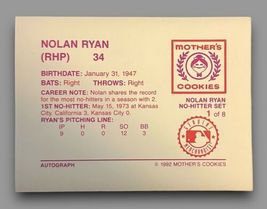 NOLAN RYAN
(RHP) 34
BIRTHDATE: January 31, 1947
BATS: Right THROWS: Right
CAREER NOTE: Nolan shares the record
for the most no-hitters in a season with 2.
1ST NO-HITTER: May 15, 1973 at Kansas
City, California 3, Kansas City 0.
RYAN'S PITCHING LINE:
IP H R SO BB
9 0 0 12 3
AUTOGRAPH
MOTHER'S
COOKIES
NOLAN RYAN
NO-HITTER SET
1 of 8
GENUINE
MERCHANDISE
© 1992 MOTHER'S COOKIES